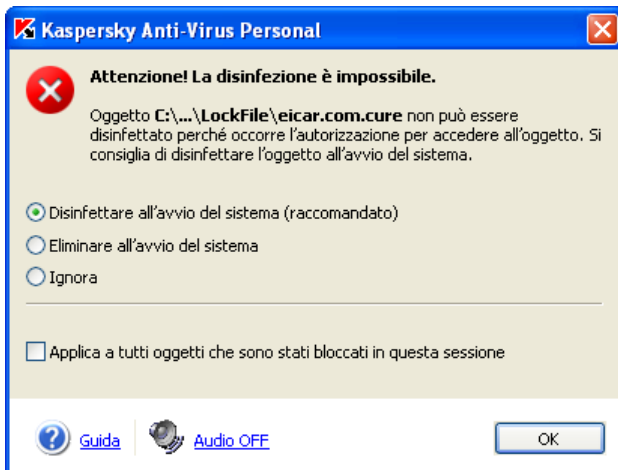 Kaspersky Anti-Virus Personal
Attenzione! La disinfezione è impossibile.
Oggetto C:\...\LockFile\eicar.com.cure non può essere
disinfettato perché occorre l'autorizzazione per accedere all'oggetto. Si
consiglia di disinfettare l'oggetto all'avvio del sistema.
Disinfettare all'avvio del sistema (raccomandato)
Eliminare all'avvio del sistema
Ignora
Applica a tutti oggetti che sono stati bloccati in questa sessione
Guida
Audio OFF
OK